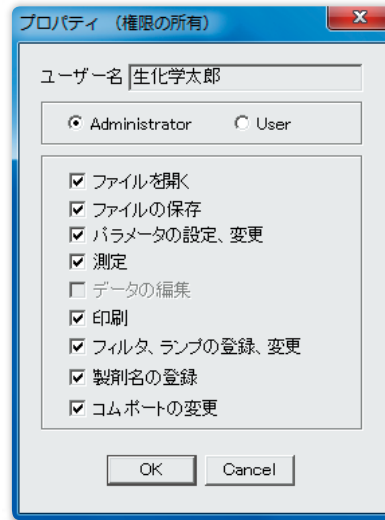 プロパティ (権限の所有)
ユーザー名 生化学太郎
Administrator User
ファイルを開く
ファイルの保存
パラメータの設定、変更
測定
データの編集
印刷
フィルタ、ランプの登録、変更
製剤名の登録
コムポートの変更
OK Cancel